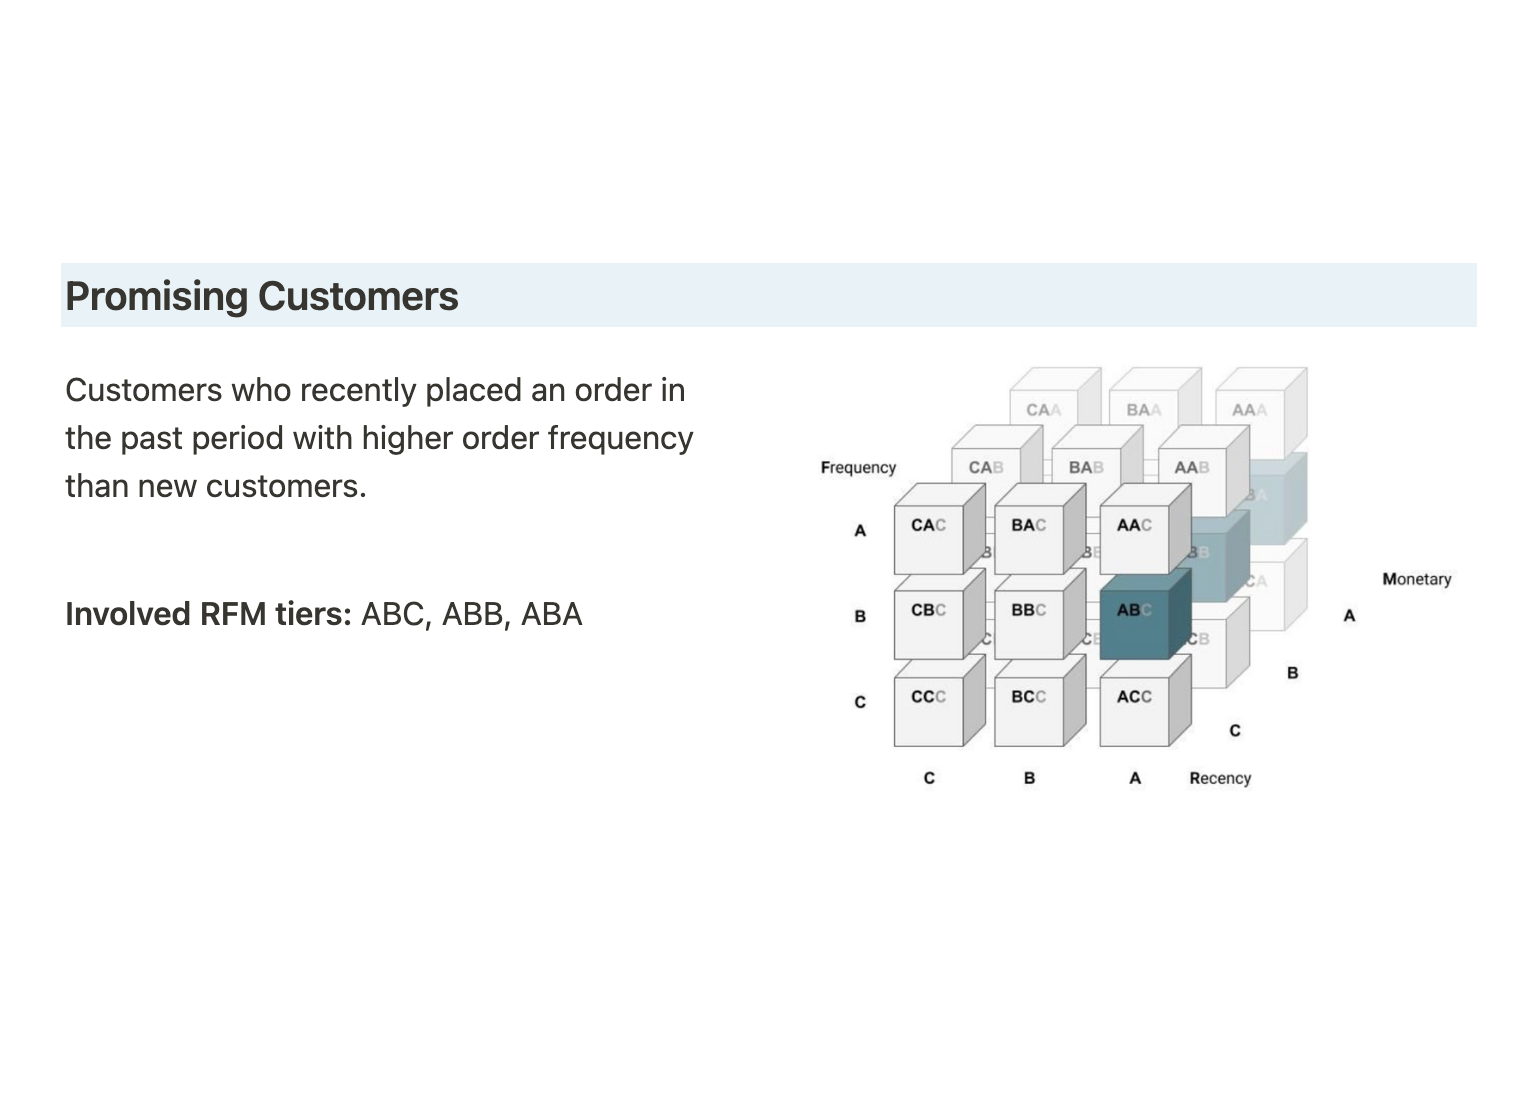 Promising Customers
Customers who recently placed an order in
the past period with higher order frequency
than new customers.
Involved RFM tiers: ABC, ABB, ABA
CAA BAA AAA
Frequency CAB BAB AAB
A CAC BAC AAC
Monetary
B CBC BBC ABC
A
B
C CCC BCC ACC
C
C B A Recency